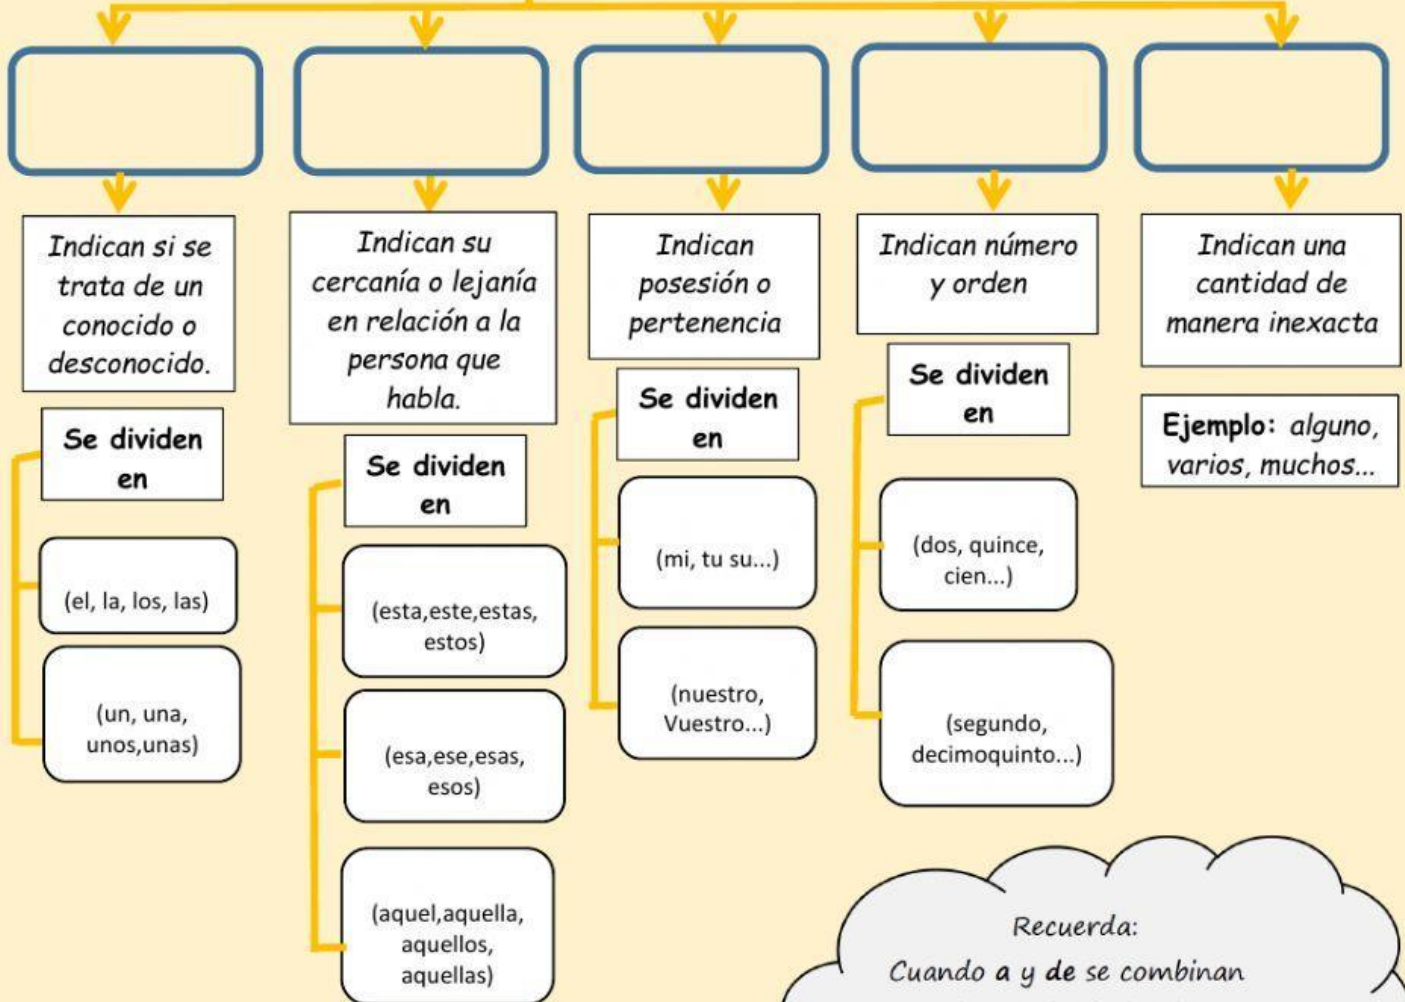 Indican si se
trata de un
conocido o
desconocido.
Se dividen
en
(el, la, los, las)
(un, una,
unos,unas)
Indican su
cercanía o lejanía
en relación a la
persona que
habla.
Se dividen
en
(esta,este,estas,
estos)
(esa,ese,esas,
esos)
(aquel,aquella,
aquellos,
aquellas)
Indican
posesión o
pertenencia
Se dividen
en
(mi, tu su...)
(nuestro,
Vuestro...)
Indican número
y orden
Se dividen
en
(dos, quince,
cien...)
(segundo,
decimoquinto...)
Indican una
cantidad de
manera inexacta
Ejemplo: alguno,
varios, muchos...
Recuerda:
Cuando a y de se combinan